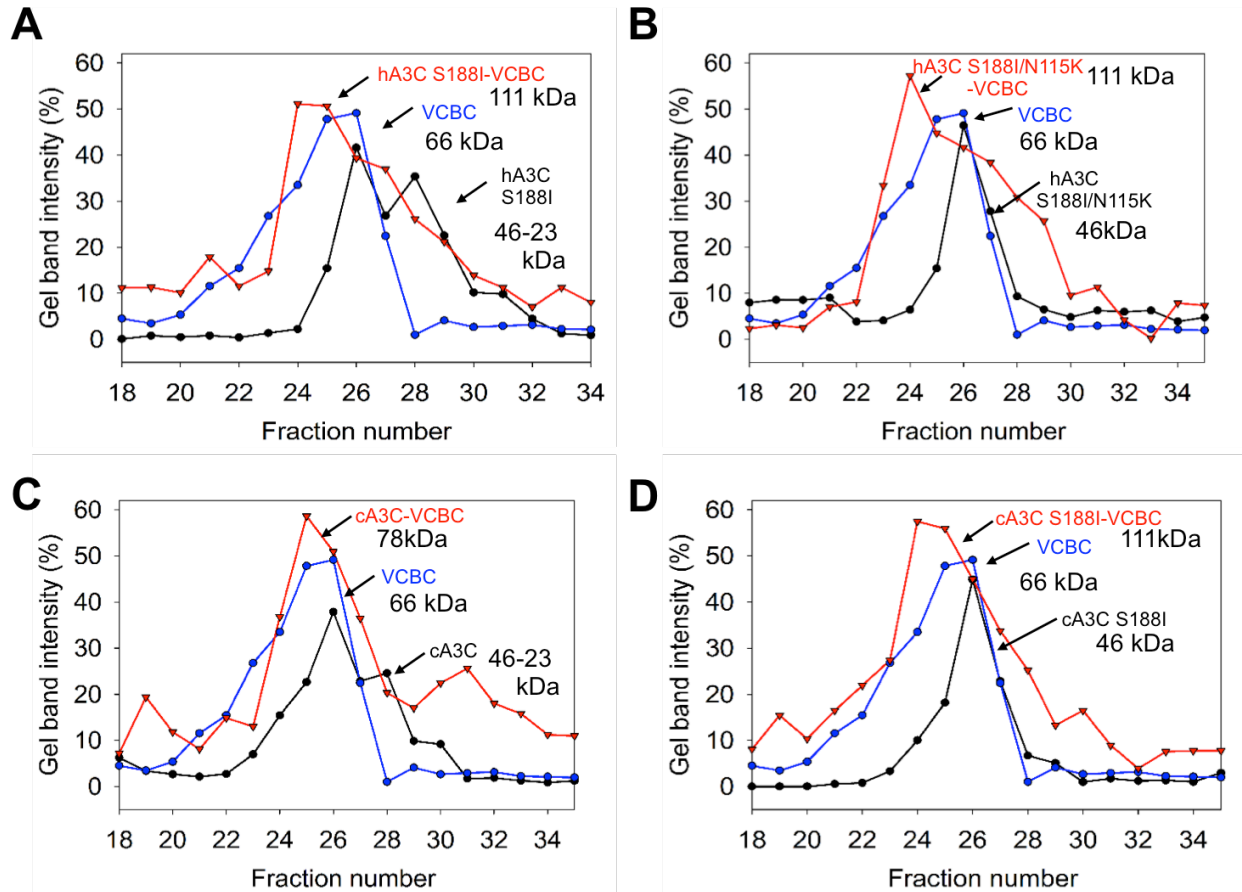 A
60
50
40
30
20
10
0
Gel band intensity (%)
hA3C S188I-VCBC
111 kDa
VCBC
66 kDa
hA3C
S188I
46-23
kDa
18 20 22 24 26 28 30 32 34
Fraction number
B
60
50
40
30
20
10
0
Gel band intensity (%)
hA3C S188I/N115K
-VCBC
111 kDa
VCBC
66 kDa
hA3C
S188I/N115K
46kDa
18 20 22 24 26 28 30 32 34
Fraction number
C
60
50
40
30
20
10
0
Gel band intensity (%)
cA3C-VCBC
78kDa
VCBC
66 kDa
cA3C
46-23
kDa
18 20 22 24 26 28 30 32 34
Fraction number
D
60
50
40
30
20
10
0
Gel band intensity (%)
cA3C S188I-VCBC
111kDa
VCBC
66 kDa
cA3C S188I
46 kDa
18 20 22 24 26 28 30 32 34
Fraction number